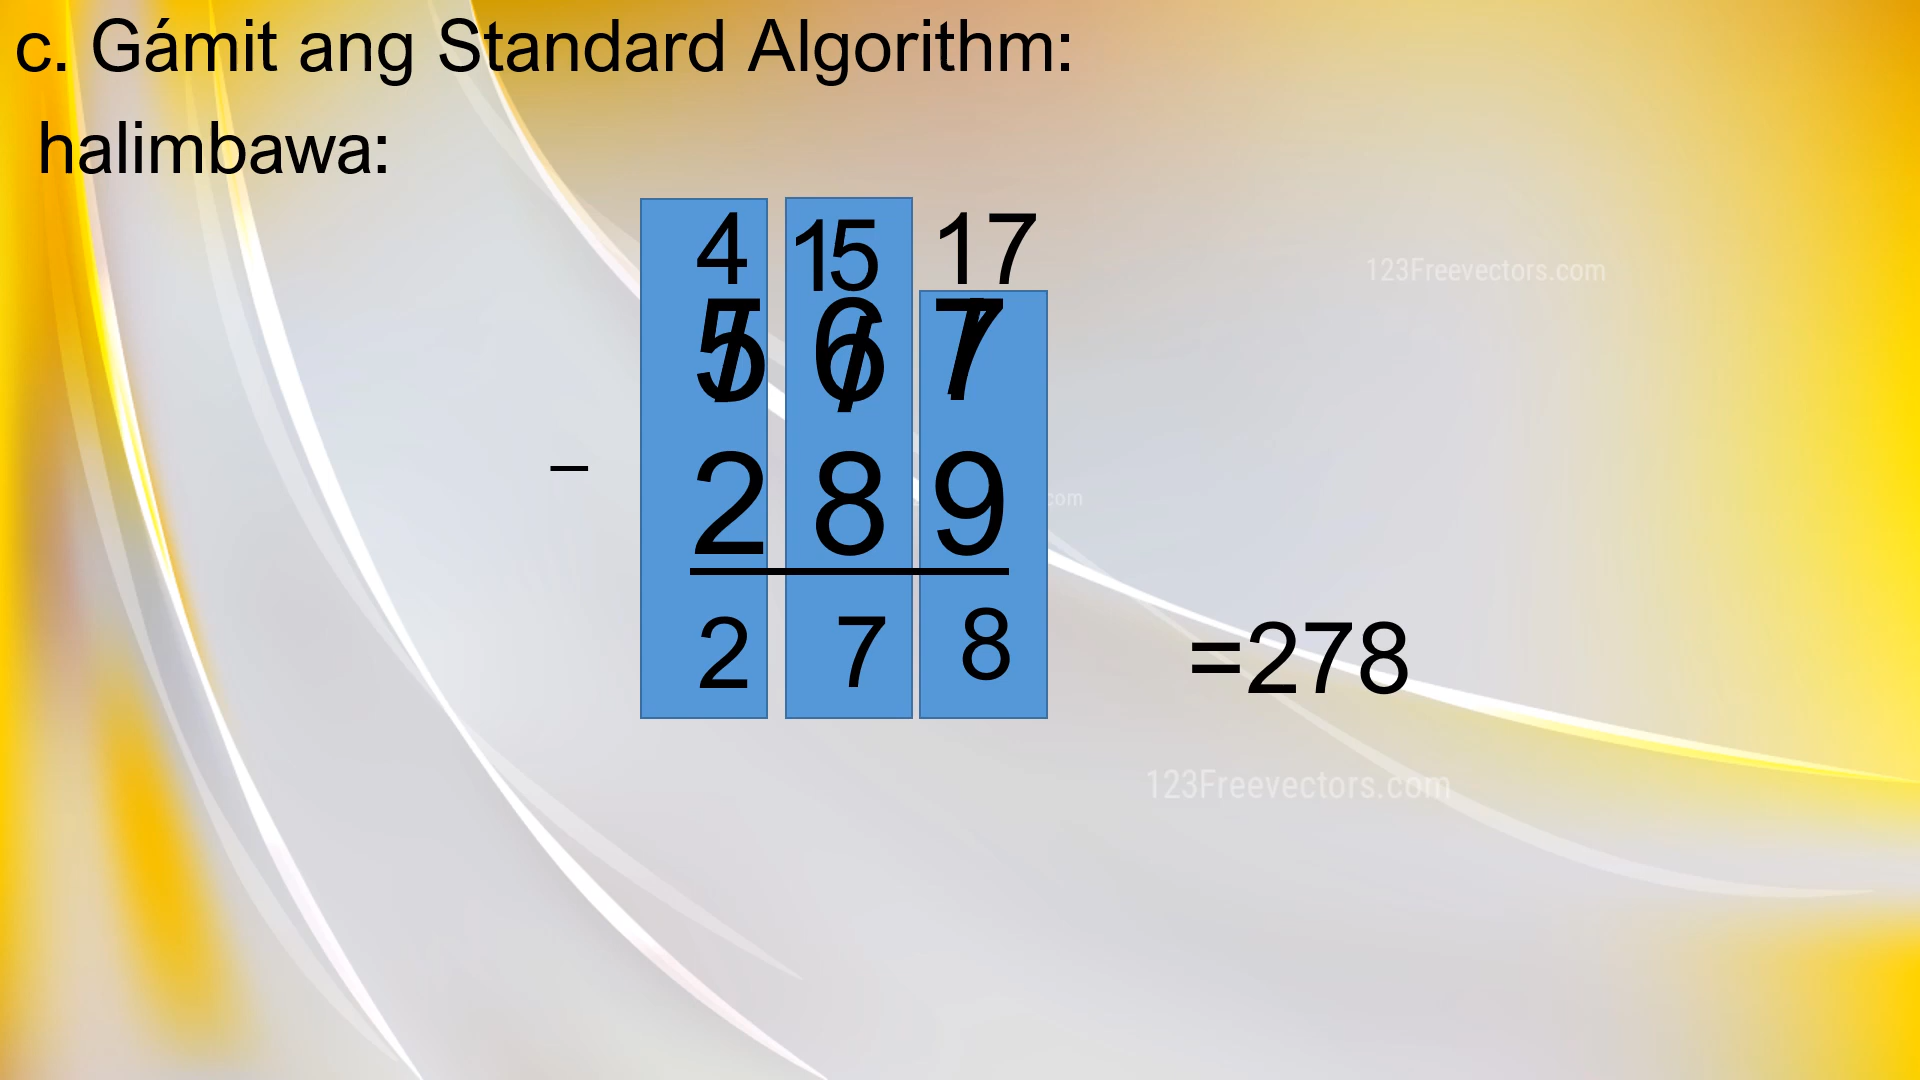 c. Gámit ang Standard Algorithm:
halimbawa:
4 15 17
5 6 7
– 2 8 9
2 7 8 =278
123Freevectors.com
.com
123Freevectors.com